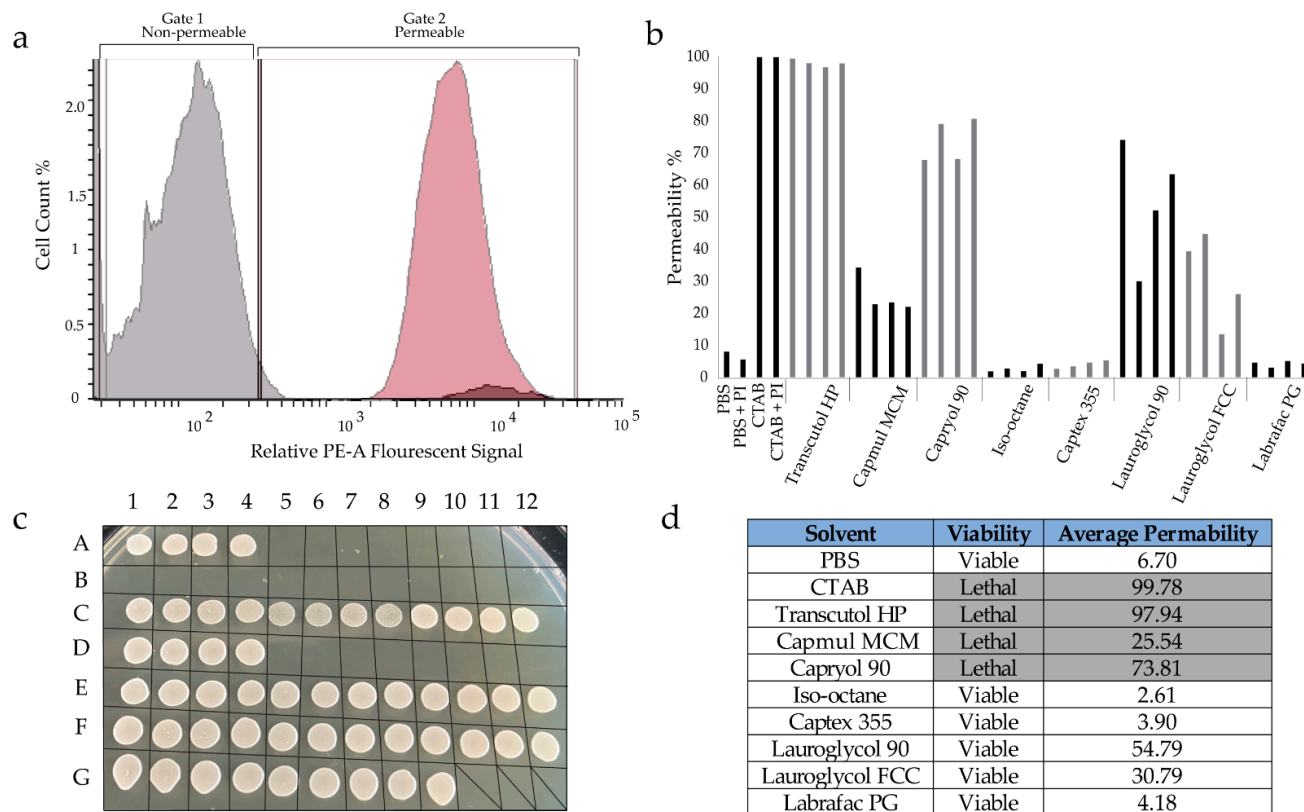 a
Gate 1
Non-permeable
Gate 2
Permeable
Cell Count %
2.0
1.5
1
0.5
0
10^2
10^3
10^4
10^5
Relative PE-A Flourescent Signal
b
Permeability %
100
90
80
70
60
50
40
30
20
10
0
PBS
PBS + PI
CTAB
CTAB + PI
Transcutol HP
Capmul MCM
Capryol 90
Iso-octane
Captex 355
Lauroglycol 90
Lauroglycol FCC
Labrafac PG
c
1 2 3 4 5 6 7 8 9 10 11 12
A
B
C
D
E
F
G
d
Solvent Viability Average Permability
PBS Viable 6.70
CTAB Lethal 99.78
Transcutol HP Lethal 97.94
Capmul MCM Lethal 25.54
Capryol 90 Lethal 73.81
Iso-octane Viable 2.61
Captex 355 Viable 3.90
Lauroglycol 90 Viable 54.79
Lauroglycol FCC Viable 30.79
Labrafac PG Viable 4.18